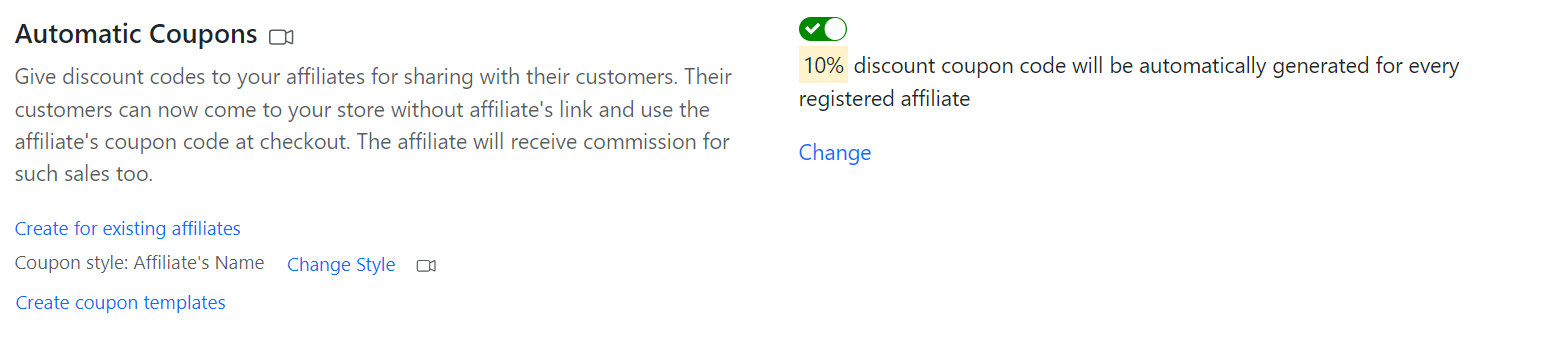 Automatic Coupons
Give discount codes to your affiliates for sharing with their customers. Their
customers can now come to your store without affiliate's link and use the
affiliate's coupon code at checkout. The affiliate will receive commission for
such sales too.
Create for existing affiliates
Coupon style: Affiliate's Name Change Style
Create coupon templates
10% discount coupon code will be automatically generated for every
registered affiliate
Change